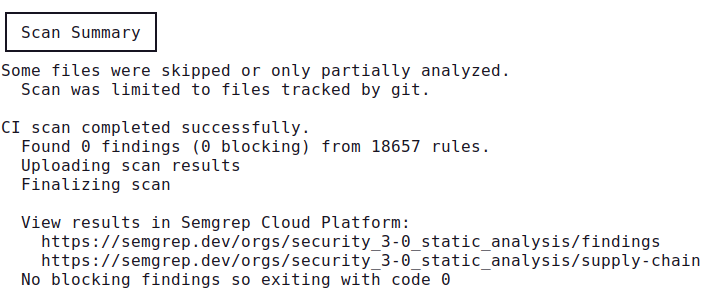 Scan Summary
Some files were skipped or only partially analyzed.
Scan was limited to files tracked by git.
CI scan completed successfully.
Found 0 findings (0 blocking) from 18657 rules.
Uploading scan results
Finalizing scan
View results in Semgrep Cloud Platform:
https://semgrep.dev/orgs/security_3-0_static_analysis/findings
https://semgrep.dev/orgs/security_3-0_static_analysis/supply-chain
No blocking findings so exiting with code 0